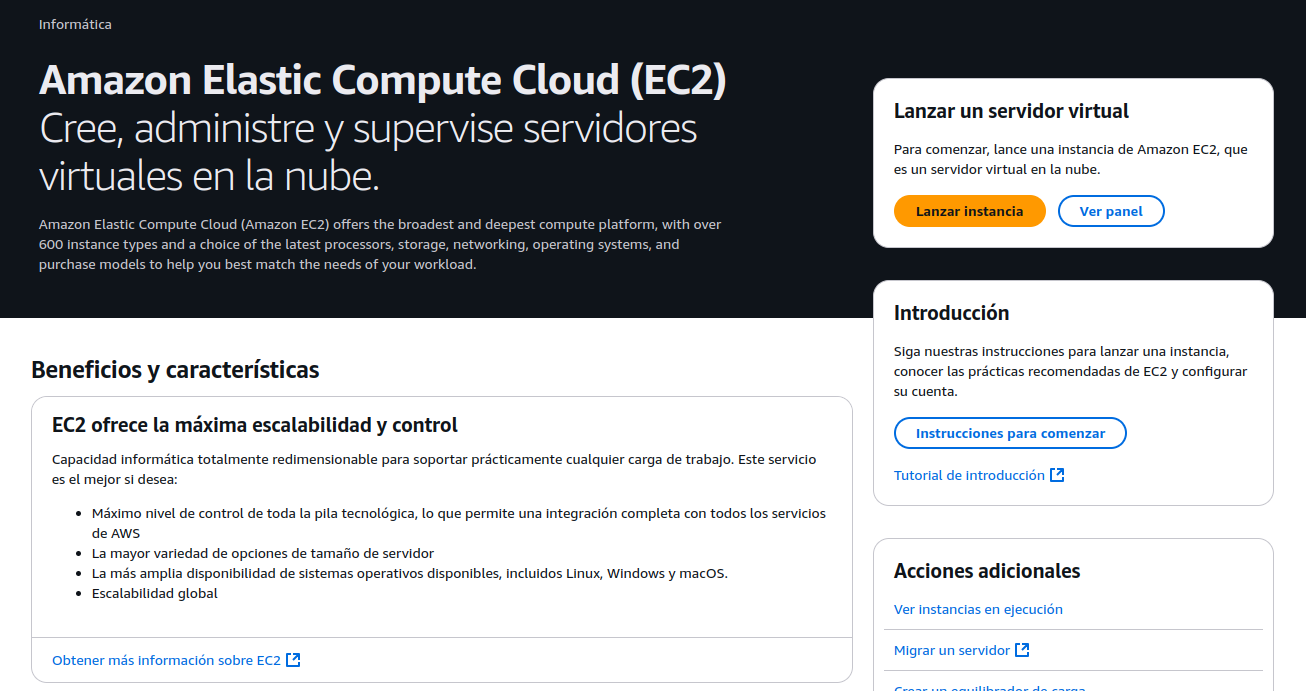 Informática
Amazon Elastic Compute Cloud (EC2)
Cree, administre y supervise servidores
virtuales en la nube.
Amazon Elastic Compute Cloud (Amazon EC2) offers the broadest and deepest compute platform, with over
600 instance types and a choice of the latest processors, storage, networking, operating systems, and
purchase models to help you best match the needs of your workload.
Lanzar un servidor virtual
Para comenzar, lance una instancia de Amazon EC2, que
es un servidor virtual en la nube.
Lanzar instancia
Ver panel
Introducción
Siga nuestras instrucciones para lanzar una instancia,
conocer las prácticas recomendadas de EC2 y configurar
su cuenta.
Instrucciones para comenzar
Tutorial de introducción
Beneficios y características
EC2 ofrece la máxima escalabilidad y control
Capacidad informática totalmente redimensionable para soportar prácticamente cualquier carga de trabajo. Este servicio
es el mejor si desea:
Máximo nivel de control de toda la pila tecnológica, lo que permite una integración completa con todos los servicios
de AWS
La mayor variedad de opciones de tamaño de servidor
La más amplia disponibilidad de sistemas operativos disponibles, incluidos Linux, Windows y macOS.
Escalabilidad global
Obtener más información sobre EC2
Acciones adicionales
Ver instancias en ejecución
Migrar un servidor
Crear un equilibrador de carga